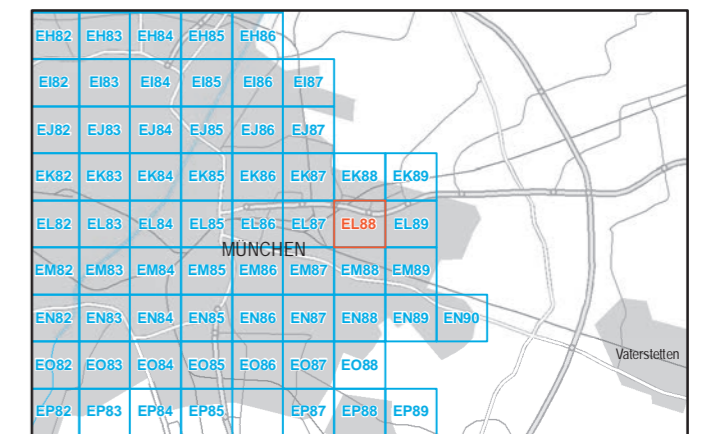 EH82 EH83 EH84 EH85 EH86
EI82 EI83 EI84 EI85 EI86 EI87
EJ82 EJ83 EJ84 EJ85 EJ86 EJ87
EK82 EK83 EK84 EK85 EK86 EK87 EK88 EK89
EL82 EL83 EL84 EL85 EL86 EL87 EL88 EL89
MÜNCHEN
EM82 EM83 EM84 EM85 EM86 EM87 EM88 EM89
EN82 EN83 EN84 EN85 EN86 EN87 EN88 EN89 EN90
Vaterstetten
EO82 EO83 EO84 EO85 EO86 EO87 EO88
EP82 EP83 EP84 EP85 EP87 EP88 EP89